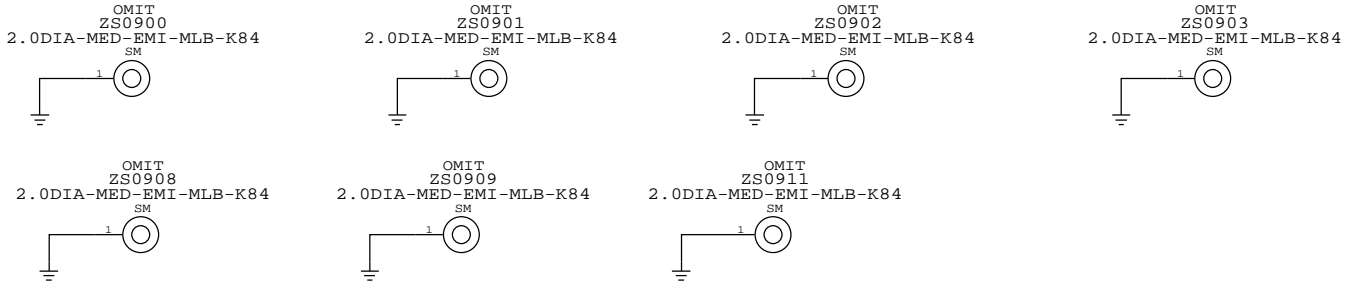 OMIT
ZS0900
2.0DIA-MED-EMI-MLB-K84
SM
1
OMIT
ZS0901
2.0DIA-MED-EMI-MLB-K84
SM
1
OMIT
ZS0902
2.0DIA-MED-EMI-MLB-K84
SM
1
OMIT
ZS0903
2.0DIA-MED-EMI-MLB-K84
SM
1
OMIT
ZS0908
2.0DIA-MED-EMI-MLB-K84
SM
1
OMIT
ZS0909
2.0DIA-MED-EMI-MLB-K84
SM
1
OMIT
ZS0911
2.0DIA-MED-EMI-MLB-K84
SM
1